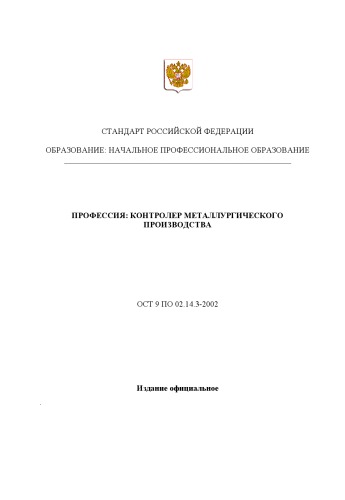 СТАНДАРТ РОССИЙСКОЙ ФЕДЕРАЦИИ
ОБРАЗОВАНИЕ: НАЧАЛЬНОЕ ПРОФЕССИОНАЛЬНОЕ ОБРАЗОВАНИЕ
ПРОФЕССИЯ: КОНТРОЛЕР МЕТАЛЛУРГИЧЕСКОГО
ПРОИЗВОДСТВА
ОСТ 9 ПО 02.14.3-2002
Издание официальное
.